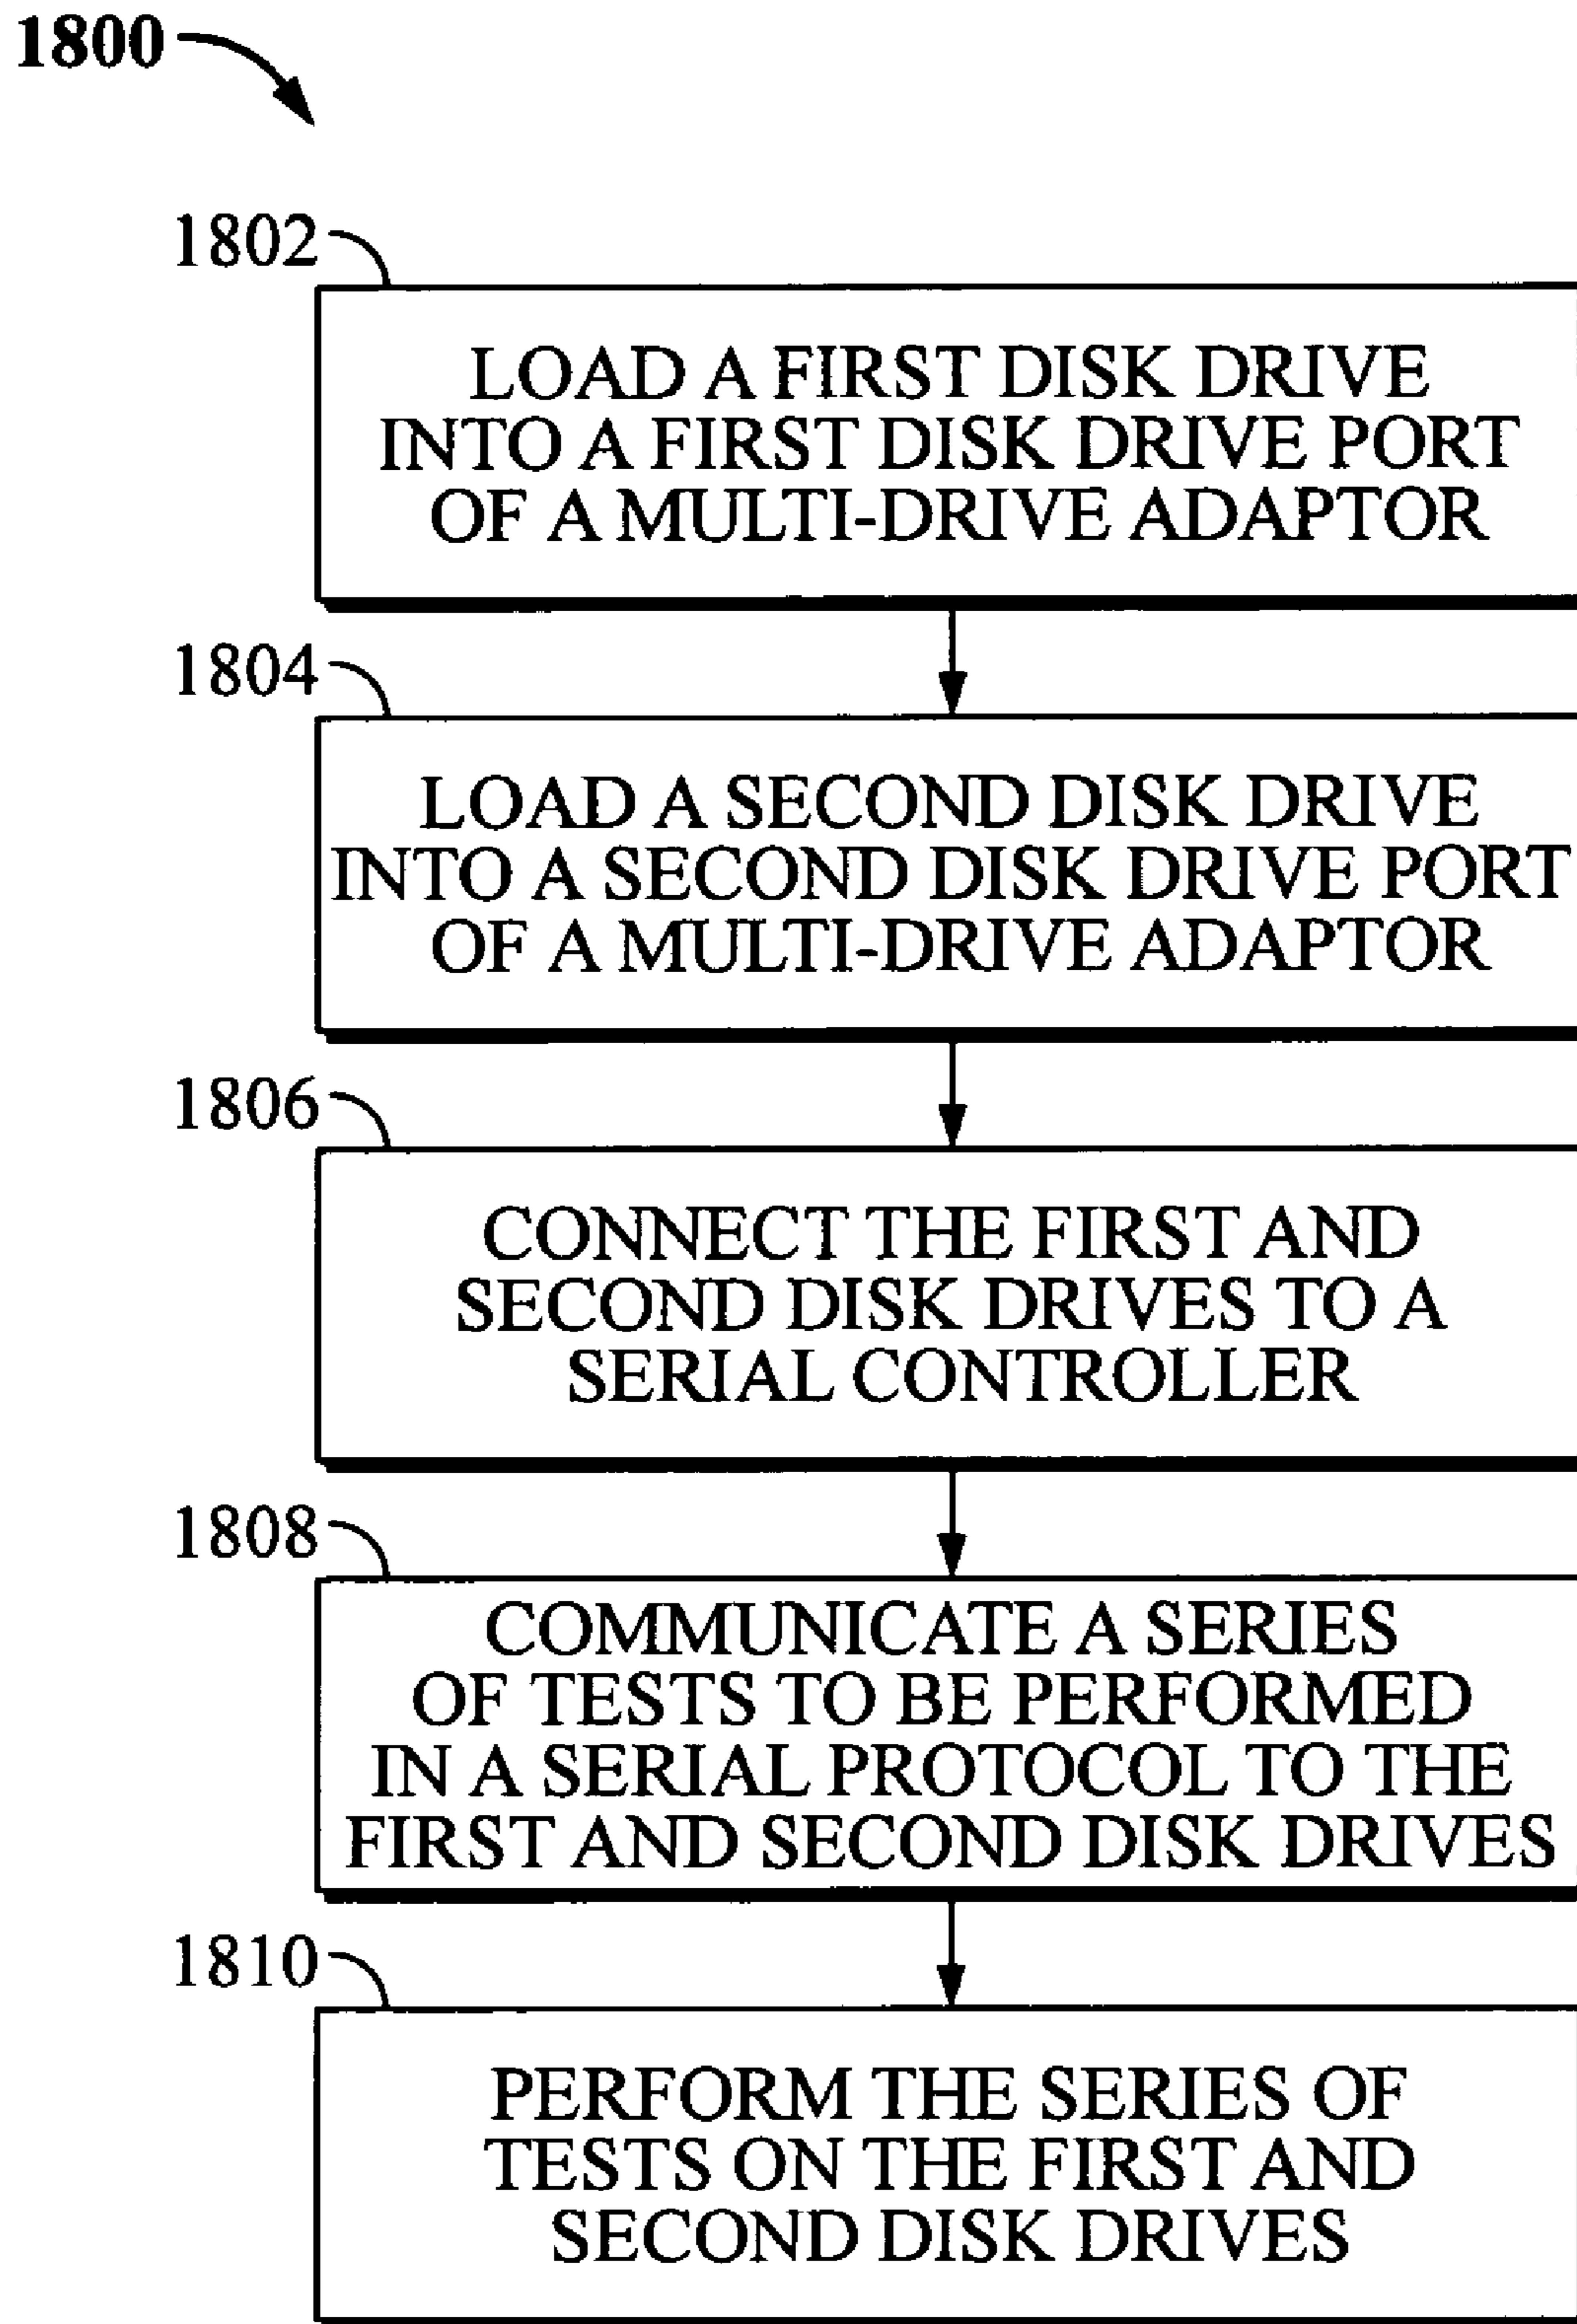 1800
1802
LOAD A FIRST DISK DRIVE
INTO A FIRST DISK DRIVE PORT
OF A MULTI-DRIVE ADAPTOR
1804
LOAD A SECOND DISK DRIVE
INTO A SECOND DISK DRIVE PORT
OF A MULTI-DRIVE ADAPTOR
1806
CONNECT THE FIRST AND
SECOND DISK DRIVES TO A
SERIAL CONTROLLER
1808
COMMUNICATE A SERIES
OF TESTS TO BE PERFORMED
IN A SERIAL PROTOCOL TO THE
FIRST AND SECOND DISK DRIVES
1810
PERFORM THE SERIES OF
TESTS ON THE FIRST AND
SECOND DISK DRIVES